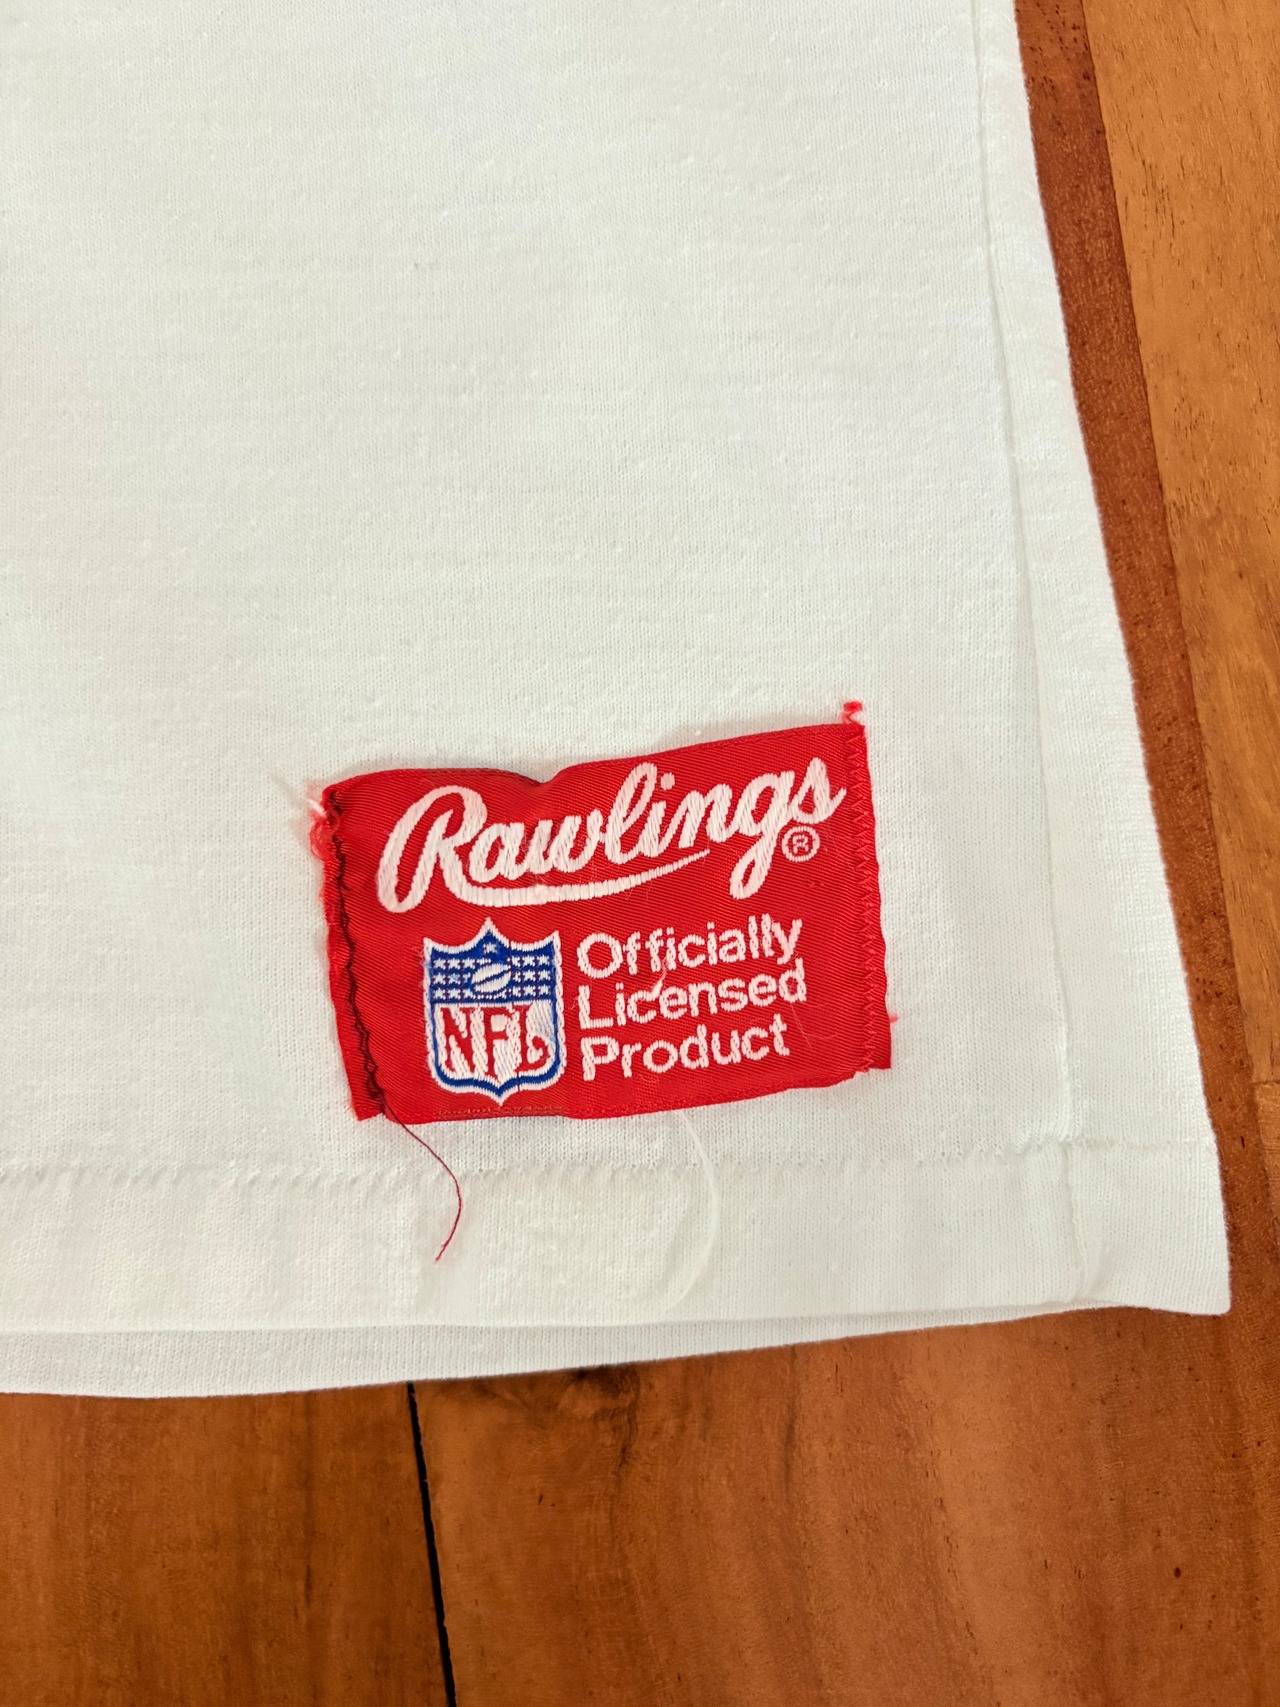 Rawlings®
NFL
Officially
Licensed
Product